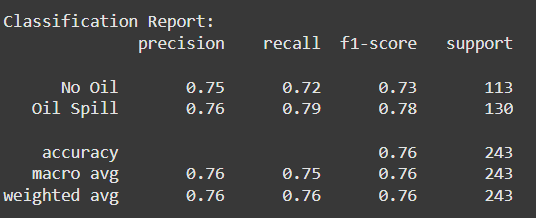 Classification Report:
precision recall f1-score support
No Oil 0.75 0.72 0.73 113
Oil Spill 0.76 0.79 0.78 130
accuracy 0.76 243
macro avg 0.76 0.75 0.76 243
weighted avg 0.76 0.76 0.76 243